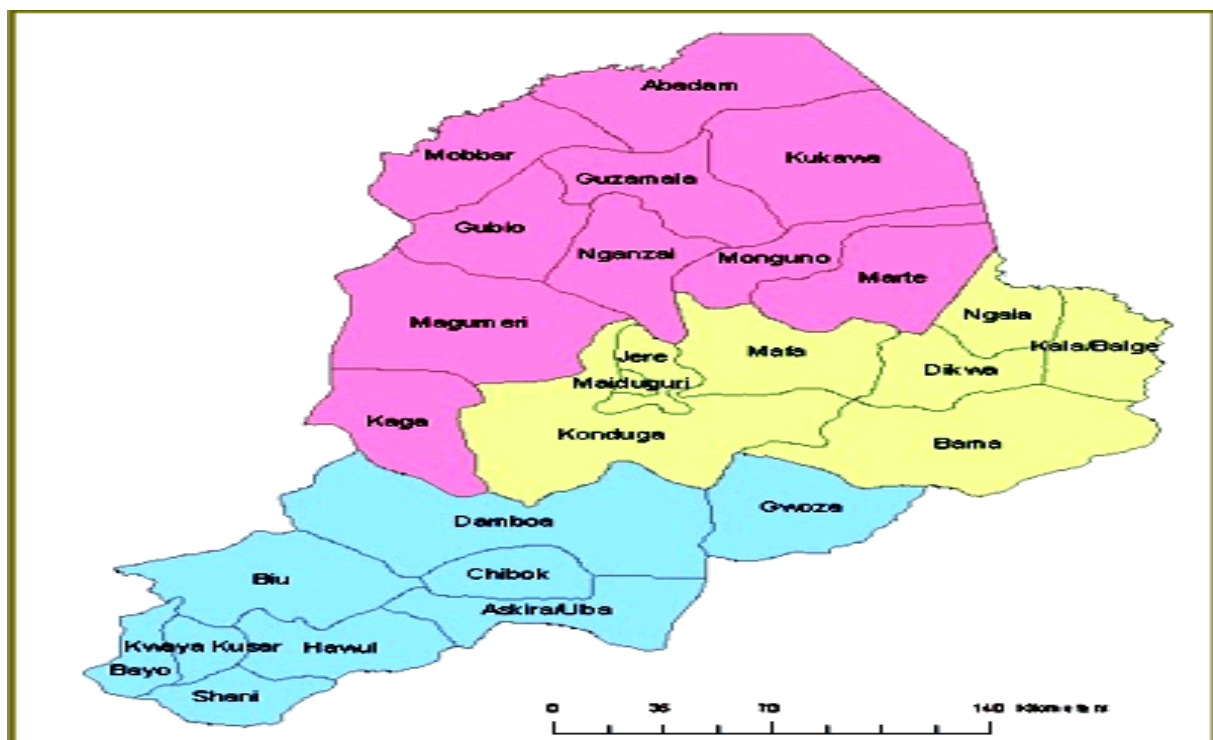 Abadam
Mobbar
Kukawa
Guzamala
Gubio
Nganzai
Monguno
Marte
Magumeri
Ngala
Jere
Mafa
Kala/Balge
Dikwa
Maiduguri
Kaga
Konduga
Bama
Gwoza
Damboa
Chibok
Biu
Askira/Uba
Kwaya Kusar
Hawul
Bayo
Shani
0 35 70 140 Kilometers